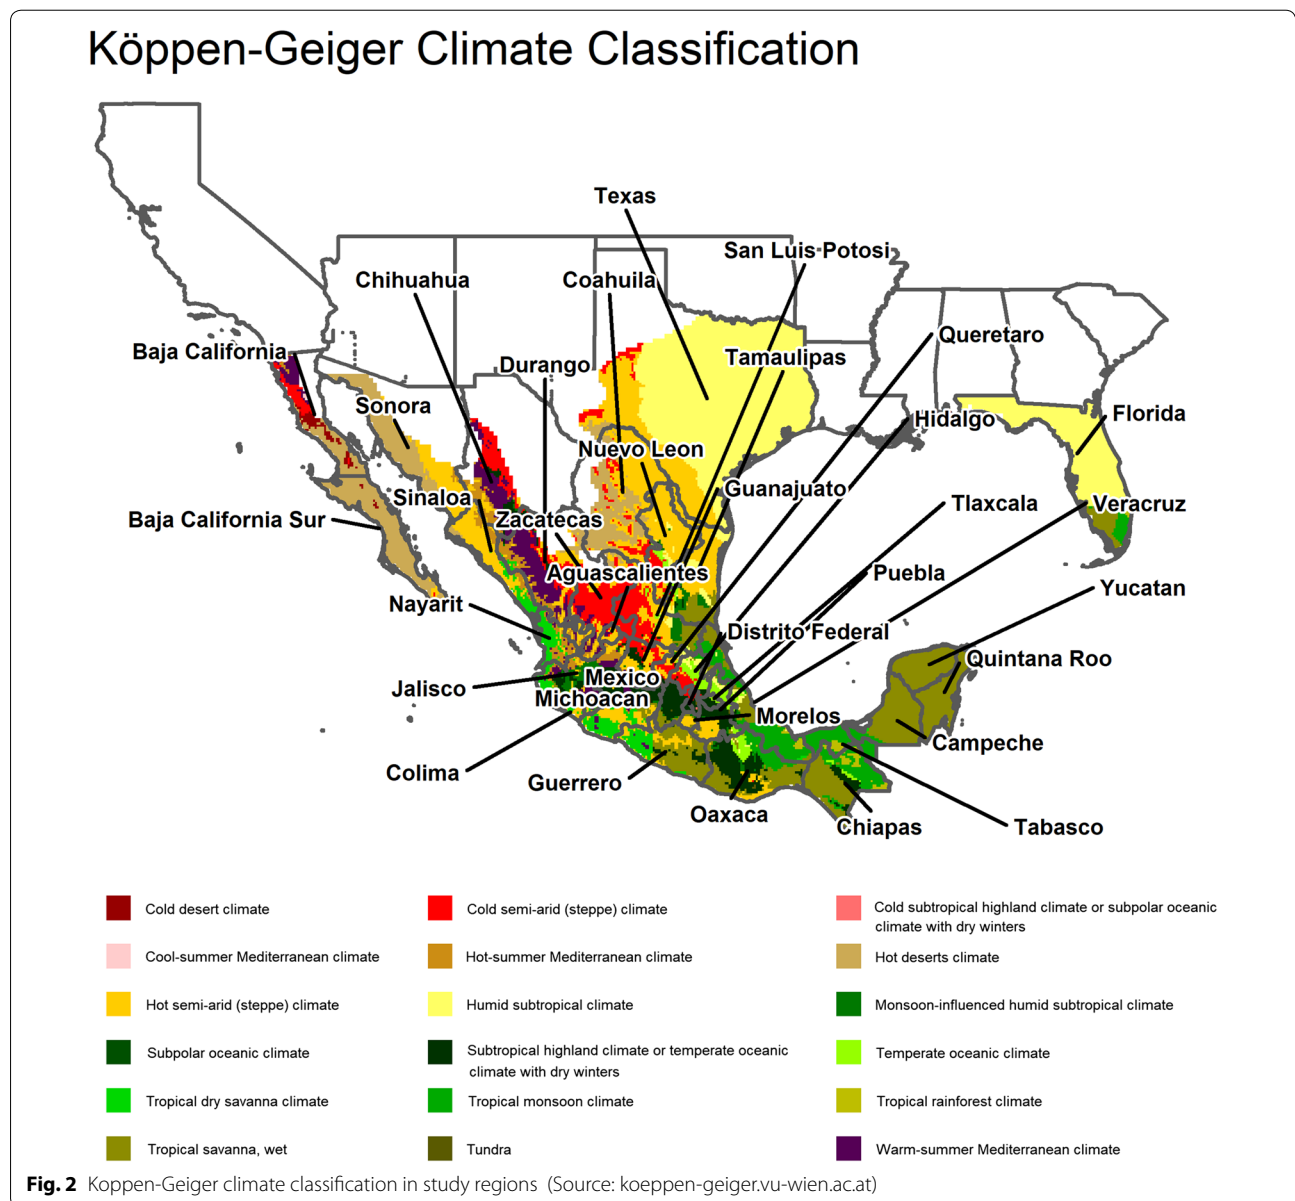 Köppen-Geiger Climate Classification
Texas
San Luis Potosi
Chihuahua
Coahuila
Queretaro
Baja California
Durango
Tamaulipas
Sonora
Florida
Hidalgo
Nuevo Leon
Guanajuato
Sinaloa
Tlaxcala
Veracruz
Baja California Sur
Zacatecas
Aguascalientes
Puebla
Yucatan
Nayarit
Distrito Federal
Quintana Roo
Mexico
Jalisco
Michoacan
Morelos
Campeche
Colima
Guerrero
Oaxaca
Chiapas
Tabasco
Cold desert climate
Cold semi-arid (steppe) climate
Cold subtropical highland climate or subpolar oceanic
climate with dry winters
Cool-summer Mediterranean climate
Hot-summer Mediterranean climate
Hot deserts climate
Hot semi-arid (steppe) climate
Humid subtropical climate
Monsoon-influenced humid subtropical climate
Subpolar oceanic climate
Subtropical highland climate or temperate oceanic
climate with dry winters
Temperate oceanic climate
Tropical dry savanna climate
Tropical monsoon climate
Tropical rainforest climate
Tropical savanna, wet
Tundra
Warm-summer Mediterranean climate
Fig. 2 Koppen-Geiger climate classification in study regions (Source: koeppen-geiger.vu-wien.ac.at)